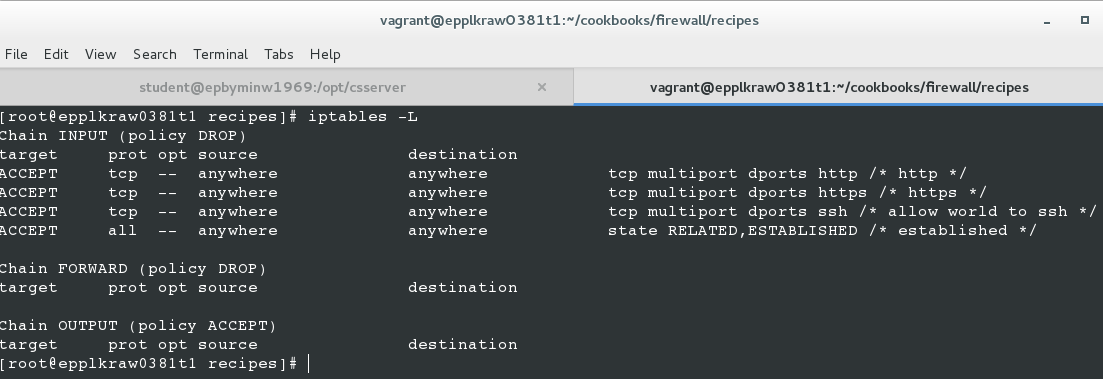 vagrant@epplkraw0381t1:~/cookbooks/firewall/recipes
File Edit View Search Terminal Tabs Help
student@epbyminw1969:/opt/csserver × vagrant@epplkraw0381t1:~/cookbooks/firewall/recipes
[root@epplkraw0381t1 recipes]# iptables -L
Chain INPUT (policy DROP)
target     prot opt source               destination
ACCEPT     tcp  --  anywhere             anywhere            tcp multiport dports http /* http */
ACCEPT     tcp  --  anywhere             anywhere            tcp multiport dports https /* https */
ACCEPT     tcp  --  anywhere             anywhere            tcp multiport dports ssh /* allow world to ssh */
ACCEPT     all  --  anywhere             anywhere            state RELATED,ESTABLISHED /* established */
Chain FORWARD (policy DROP)
target     prot opt source               destination
Chain OUTPUT (policy ACCEPT)
target     prot opt source               destination
[root@epplkraw0381t1 recipes]#